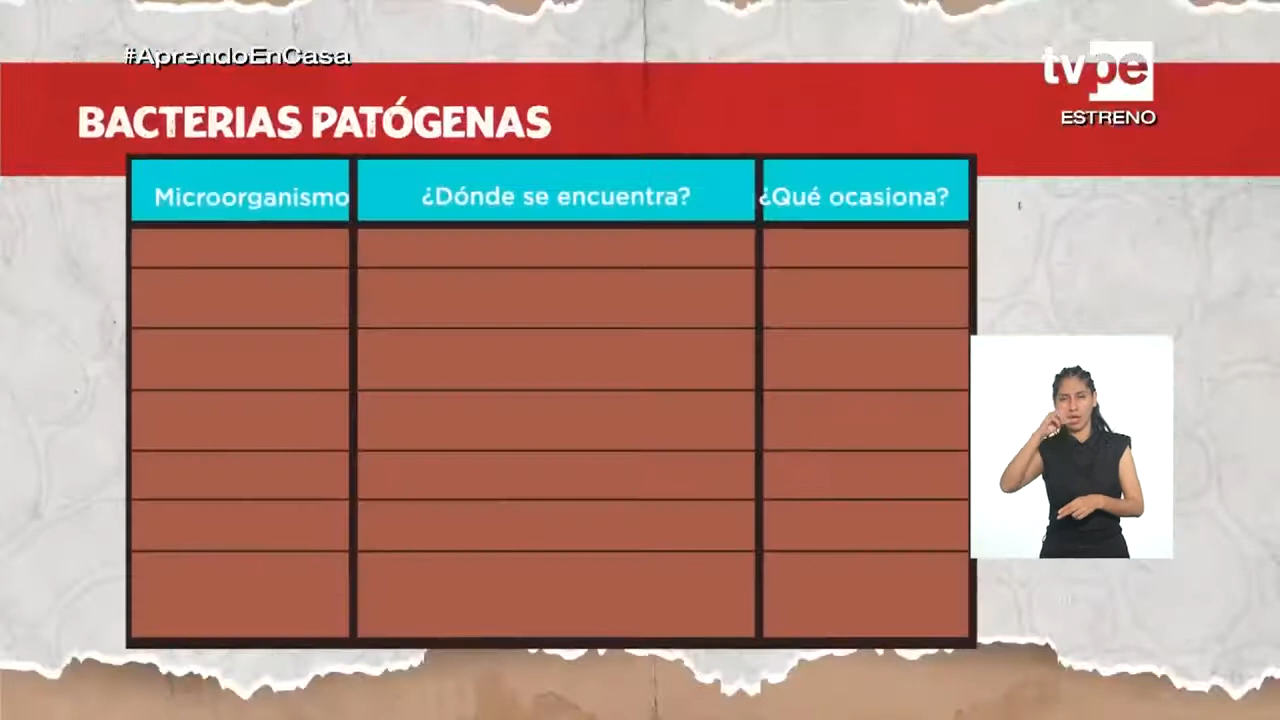 #AprendoEnCasa
tvpe
ESTRENO
BACTERIAS PATÓGENAS
Microorganismo
¿Dónde se encuentra?
¿Qué ocasiona?